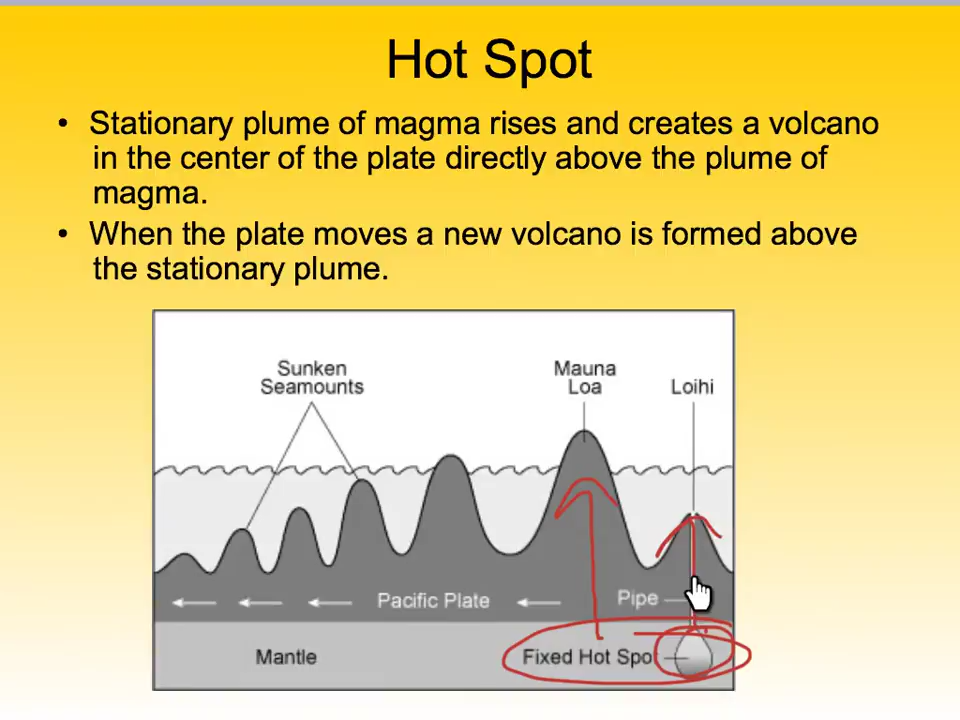 Hot Spot
• Stationary plume of magma rises and creates a volcano
in the center of the plate directly above the plume of
magma.
• When the plate moves a new volcano is formed above
the stationary plume.
Sunken
Seamounts
Mauna
Loa
Loihi
Pacific Plate
Pipe
Mantle
Fixed Hot Spot